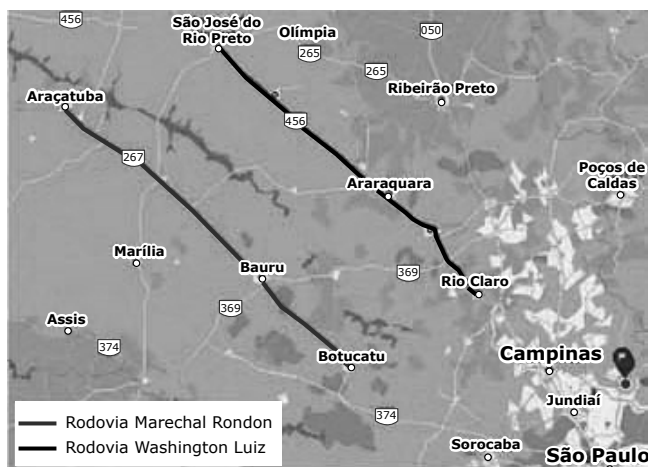 456
São José do
Rio Preto
Olímpia
265
050
265
Ribeirão Preto
Araçatuba
456
267
Araraquara
Poços de
Caldas
Marília
Bauru
369
Rio Claro
369
Assis
374
Botucatu
Campinas
374
Jundiaí
Sorocaba
São Paulo
Rodovia Marechal Rondon
Rodovia Washington Luiz